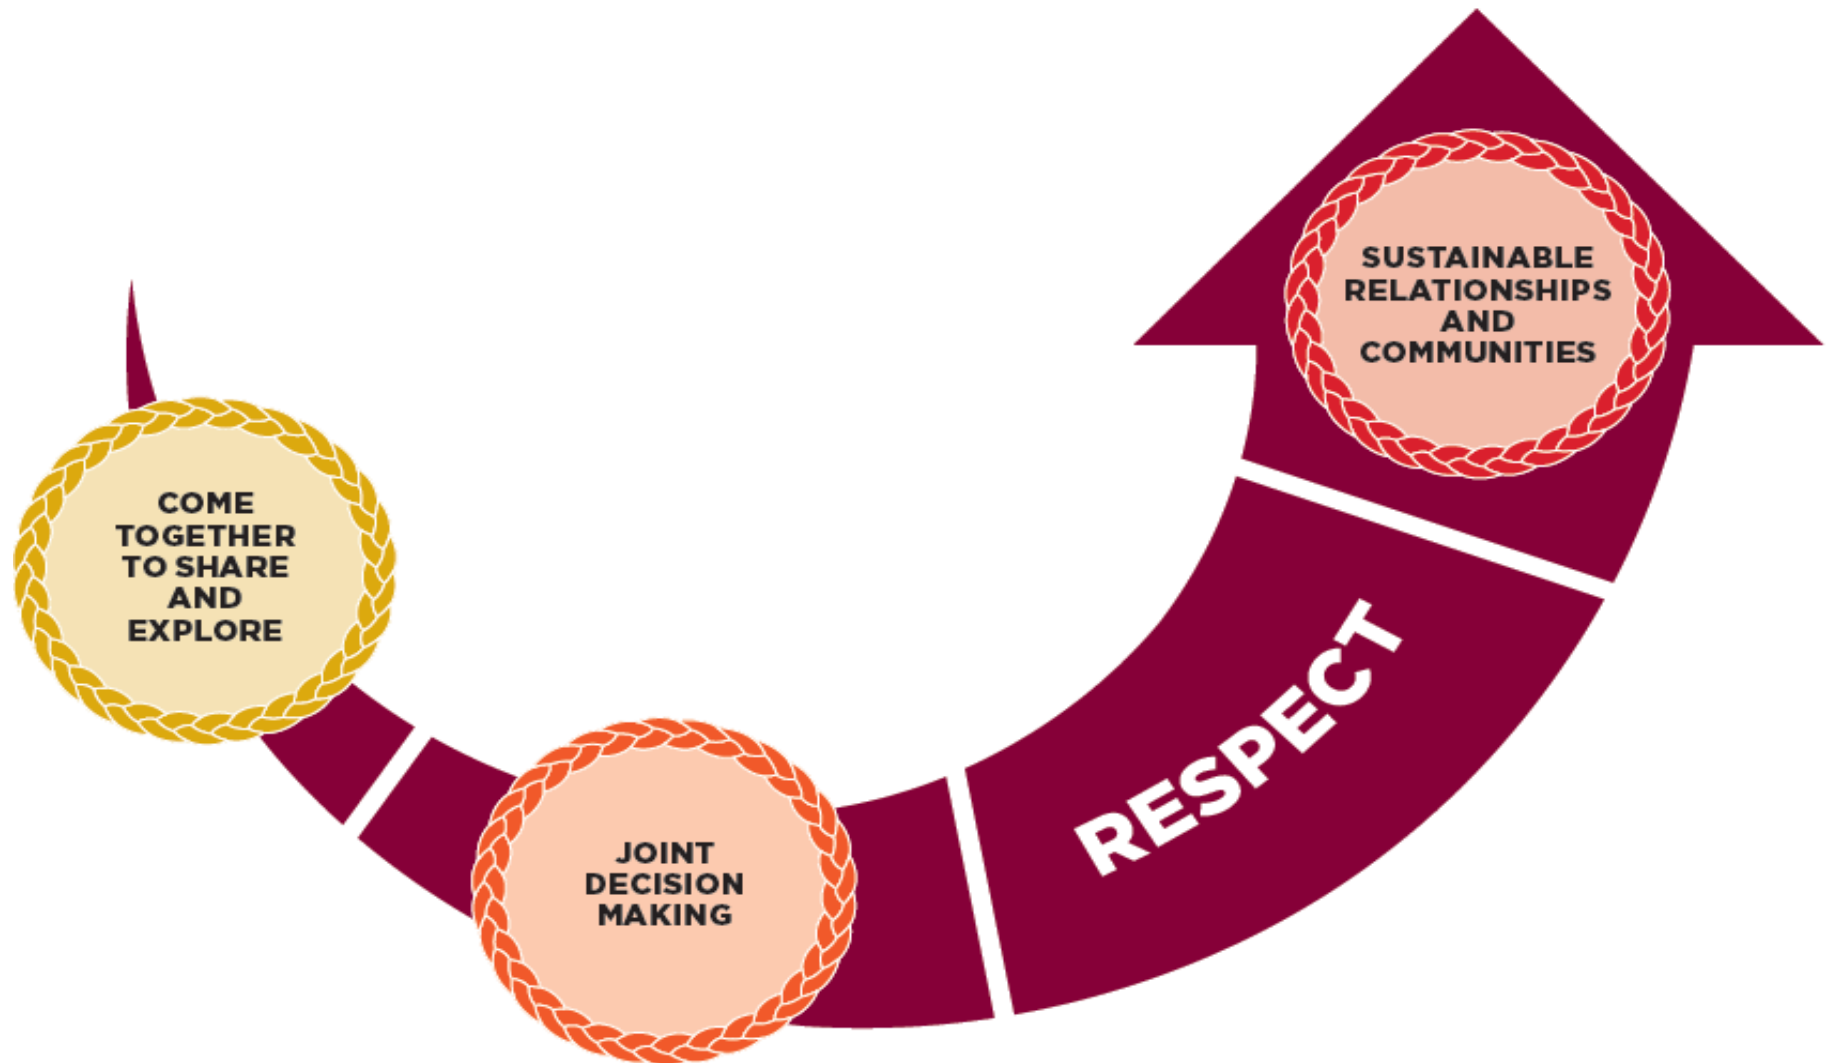 COME
TOGETHER
TO SHARE
AND
EXPLORE
JOINT
DECISION
MAKING
RESPECT
SUSTAINABLE
RELATIONSHIPS
AND
COMMUNITIES